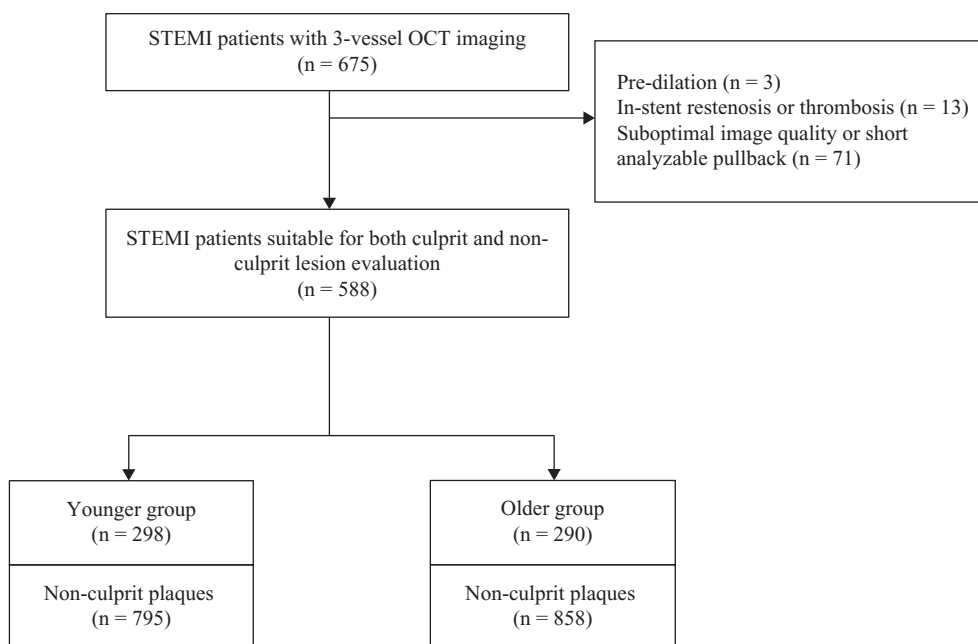 STEMI patients with 3-vessel OCT imaging
(n = 675)
Pre-dilation (n = 3)
In-stent restenosis or thrombosis (n = 13)
Suboptimal image quality or short
analyzable pullback (n = 71)
STEMI patients suitable for both culprit and non-
culprit lesion evaluation
(n = 588)
Younger group
(n = 298)
Non-culprit plaques
(n = 795)
Older group
(n = 290)
Non-culprit plaques
(n = 858)